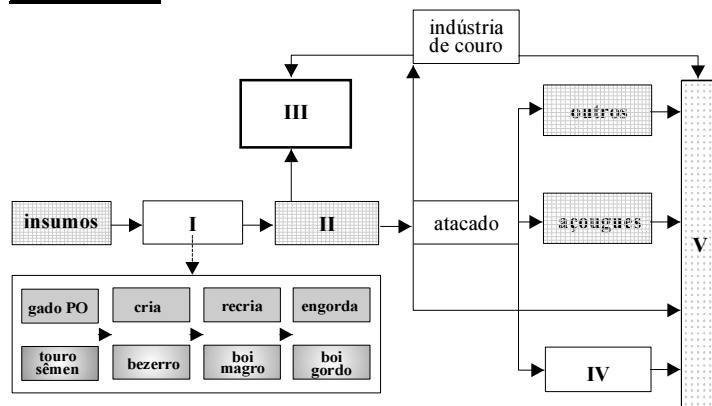 indústria
de couro
III
outros
insumos
I
II
atacado
açougues
V
gado PO
cria
recria
engorda
touro
sêmen
bezerro
boi
magro
boi
gordo
IV